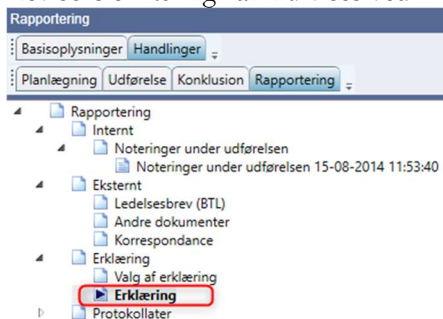 Rapportering
Basisoplysninger Handlinger
Planlægning Udførelse Konklusion Rapportering
Rapportering
Internt
Noteringer under udførelsen
Noteringer under udførelsen 15-08-2014 11:53:40
Eksternt
Ledelsesbrev (BTL)
Andre dokumenter
Korrespondance
Erklæring
Valg af erklæring
Erklæring
Protokollater